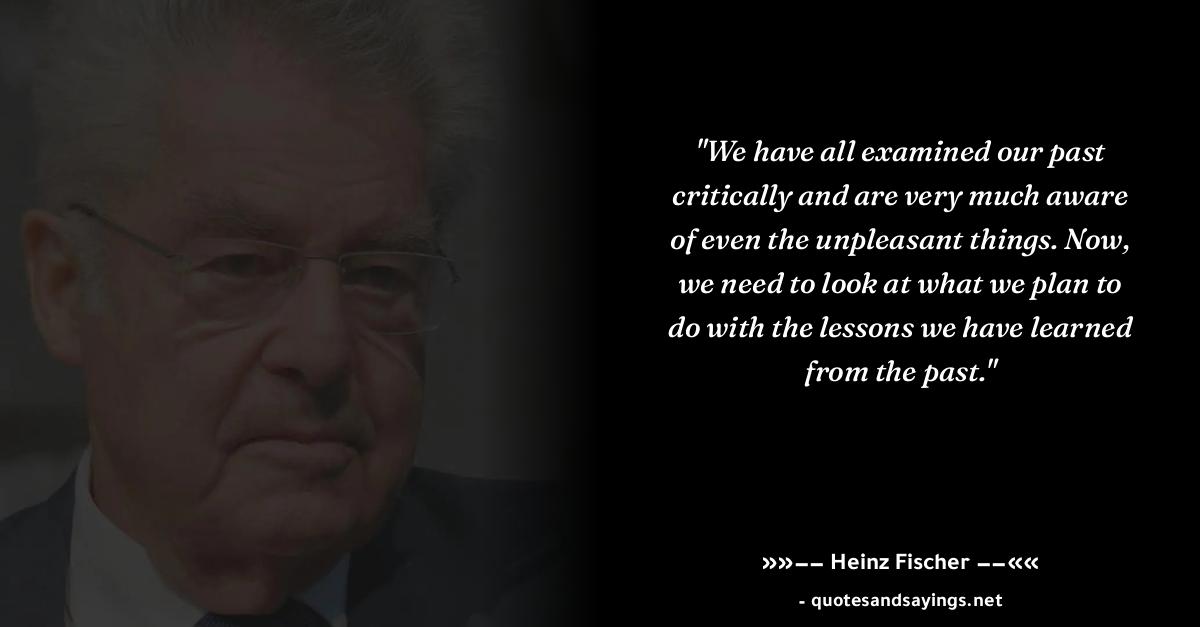 "We have all examined our past
critically and are very much aware
of even the unpleasant things. Now,
we need to look at what we plan to
do with the lessons we have learned
from the past."
»»–– Heinz Fischer ––««
- quotesandsayings.net